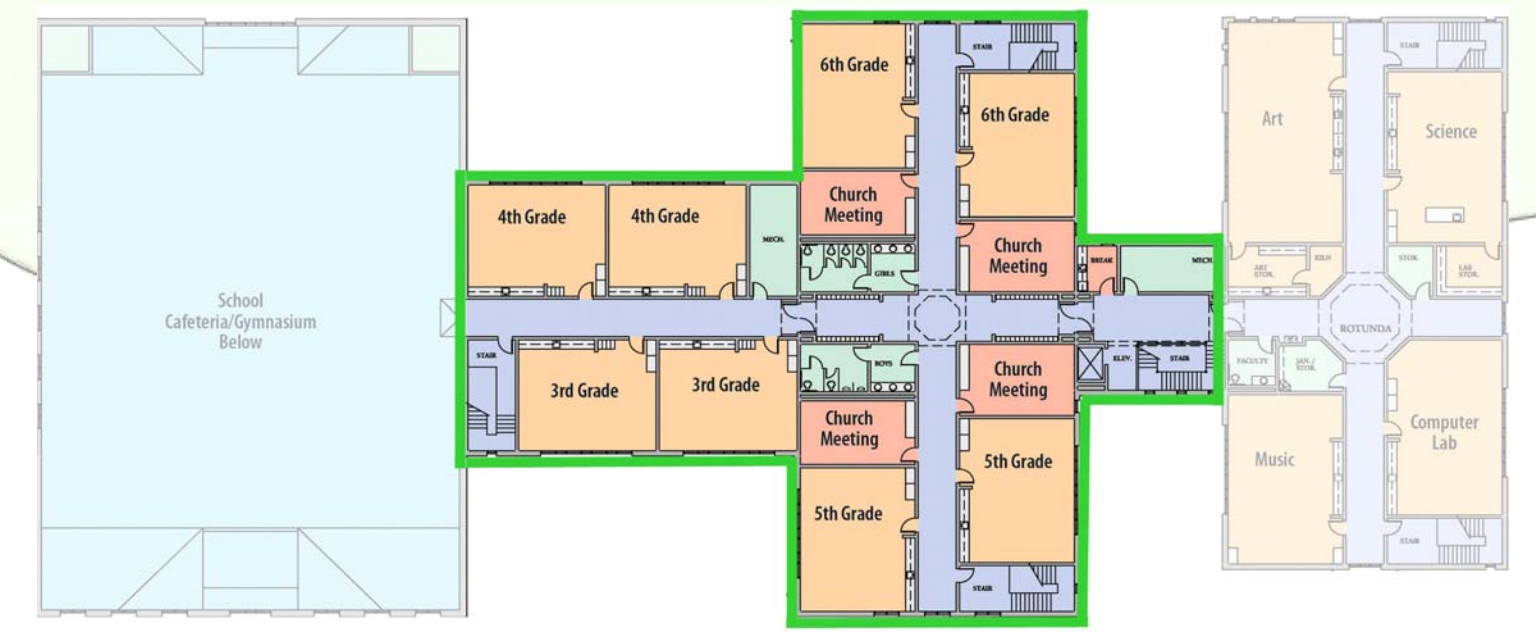 School
Cafeteria/Gymnasium
Below
4th Grade
4th Grade
MECH.
STAIR
3rd Grade
3rd Grade
6th Grade
STAIR
6th Grade
Church
Meeting
Church
Meeting
GIRLS
BREAK
MECH.
BOYS
Church
Meeting
ELEV.
STAIR
Church
Meeting
5th Grade
5th Grade
STAIR
Art
STAIR
Science
ART
STOR.
KILN
STOR.
LAB
STOR.
ROTUNDA
FACULTY
JAN./
STOR.
Music
Computer
Lab
STAIR